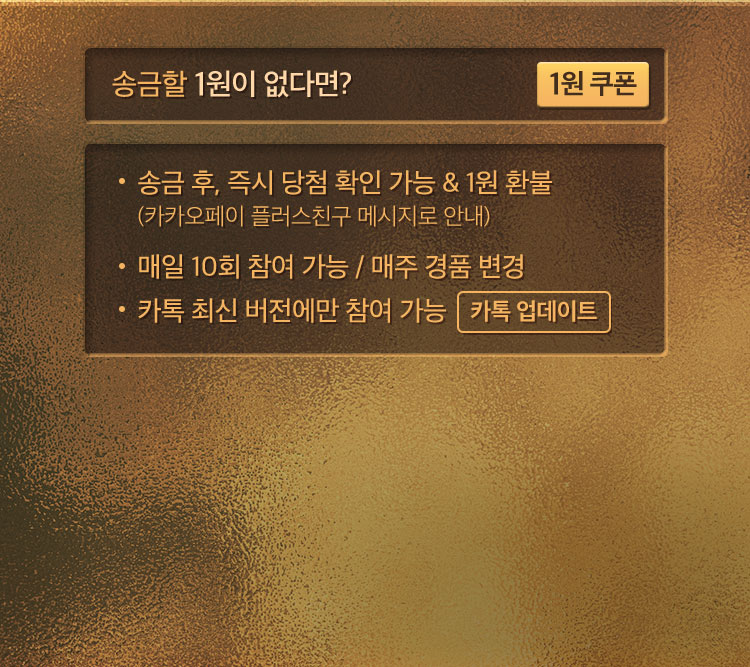 송금할 1원이 없다면?
1원 쿠폰
• 송금 후, 즉시 당첨 확인 가능 & 1원 환불
(카카오페이 플러스친구 메시지로 안내)
• 매일 10회 참여 가능 / 매주 경품 변경
• 카톡 최신 버전에만 참여 가능 카톡 업데이트